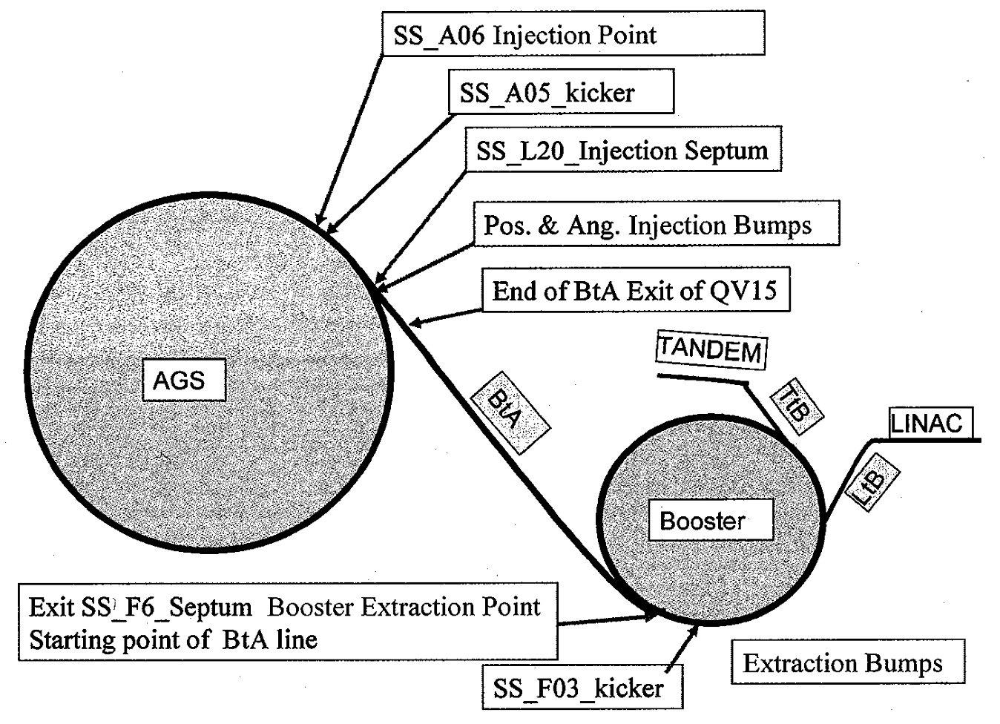 SS_A06 Injection Point
SS_A05_kicker
SS_L20_Injection Septum
Pos. & Ang. Injection Bumps
End of BtA Exit of QV15
TANDEM
TtB
LINAC
LtB
AGS
BtA
Booster
Exit SS_F6_Septum Booster Extraction Point
Starting point of BtA line
Extraction Bumps
SS_F03_kicker